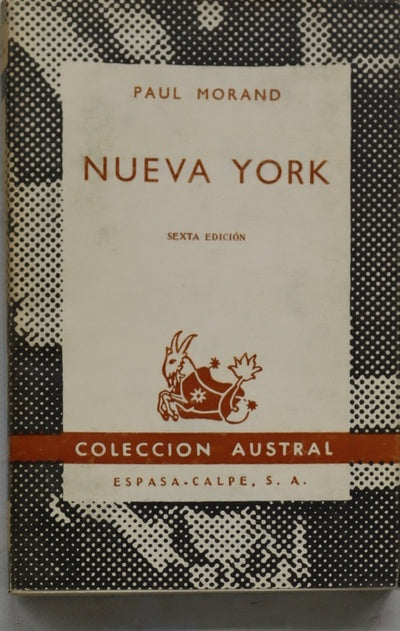 PAUL MORAND
NUEVA YORK
SEXTA EDICIÓN
COLECCION AUSTRAL
ESPASA-CALPE, S. A.